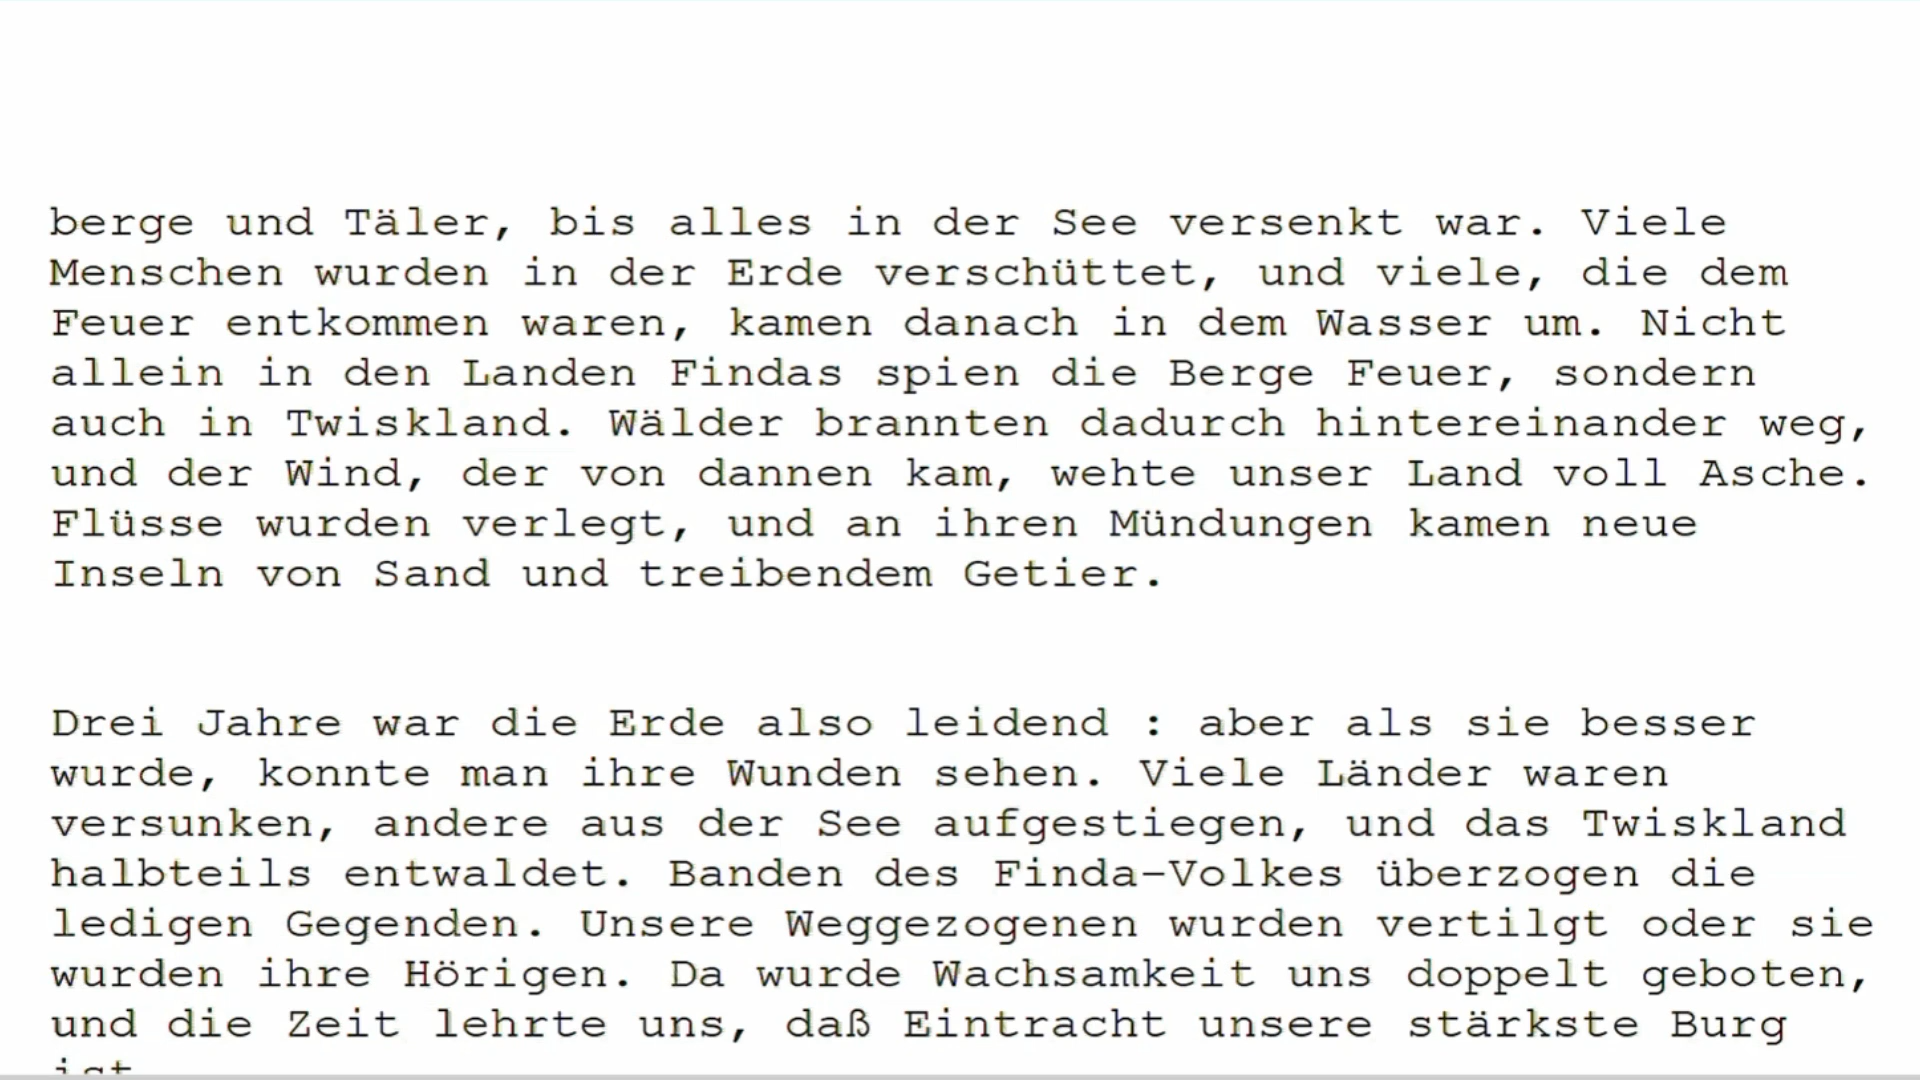 berge und Täler, bis alles in der See versenkt war. Viele
Menschen wurden in der Erde verschüttet, und viele, die dem
Feuer entkommen waren, kamen danach in dem Wasser um. Nicht
allein in den Landen Findas spien die Berge Feuer, sondern
auch in Twiskland. Wälder brannten dadurch hintereinander weg,
und der Wind, der von dannen kam, wehte unser Land voll Asche.
Flüsse wurden verlegt, und an ihren Mündungen kamen neue
Inseln von Sand und treibendem Getier.
Drei Jahre war die Erde also leidend : aber als sie besser
wurde, konnte man ihre Wunden sehen. Viele Länder waren
versunken, andere aus der See aufgestiegen, und das Twiskland
halbteils entwaldet. Banden des Finda-Volkes überzogen die
ledigen Gegenden. Unsere Weggezogenen wurden vertilgt oder sie
wurden ihre Hörigen. Da wurde Wachsamkeit uns doppelt geboten,
und die Zeit lehrte uns, daß Eintracht unsere stärkste Burg
ist